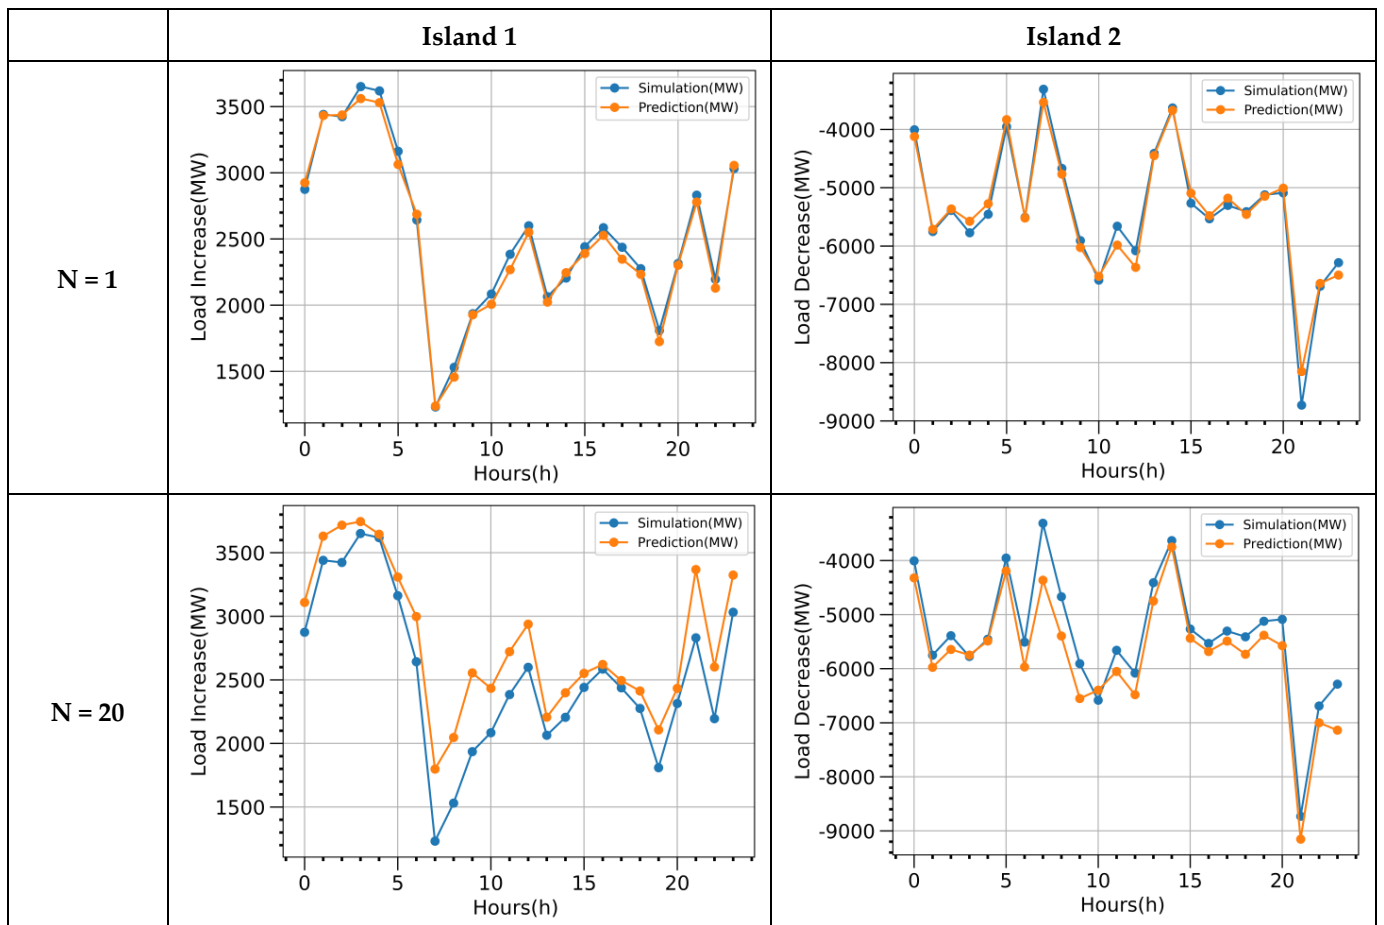 Island 1
Island 2
N = 1
Load Increase(MW)
3500
3000
2500
2000
1500
Simulation(MW)
Prediction(MW)
0 5 10 15 20
Hours(h)
Load Decrease(MW)
-4000
-5000
-6000
-7000
-8000
-9000
Simulation(MW)
Prediction(MW)
0 5 10 15 20
Hours(h)
N = 20
Load Increase(MW)
3500
3000
2500
2000
1500
Simulation(MW)
Prediction(MW)
0 5 10 15 20
Hours(h)
Load Decrease(MW)
-4000
-5000
-6000
-7000
-8000
-9000
Simulation(MW)
Prediction(MW)
0 5 10 15 20
Hours(h)